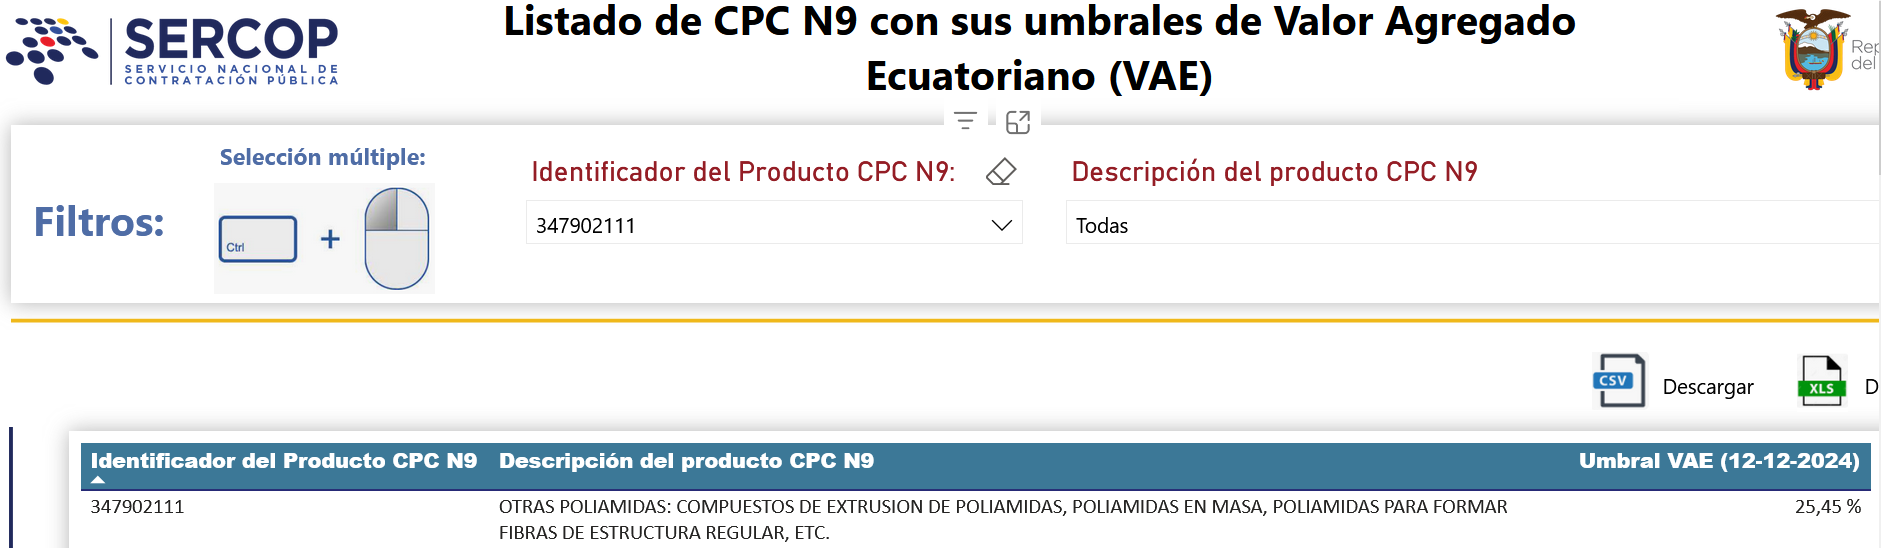 SERCOP
SERVICIO NACIONAL DE
CONTRATACIÓN PÚBLICA
Listado de CPC N9 con sus umbrales de Valor Agregado
Ecuatoriano (VAE)
Rep
del
Filtros:
Selección múltiple:
Ctrl
+
Identificador del Producto CPC N9:
347902111
Descripción del producto CPC N9
Todas
CSV
Descargar
XLS
D
Identificador del Producto CPC N9 Descripción del producto CPC N9 Umbral VAE (12-12-2024)
347902111 OTRAS POLIAMIDAS: COMPUESTOS DE EXTRUSION DE POLIAMIDAS, POLIAMIDAS EN MASA, POLIAMIDAS PARA FORMAR 25,45 %
FIBRAS DE ESTRUCTURA REGULAR, ETC.